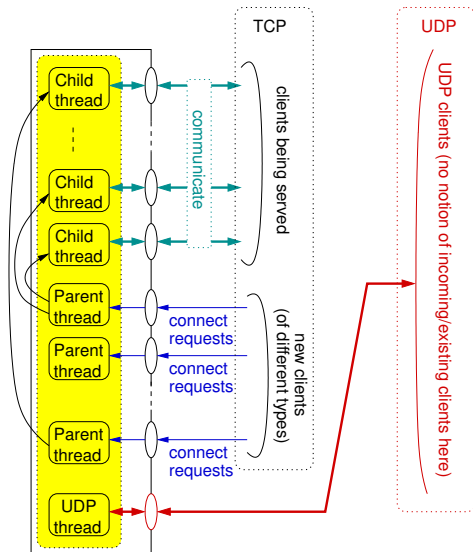 TCP
UDP
Child
thread
Child
thread
Child
thread
Parent
thread
Parent
thread
Parent
thread
UDP
thread
communicate
connect
requests
connect
requests
connect
requests
clients being served
new clients
(of different types)
UDP clients (no notion of incoming/existing clients here)